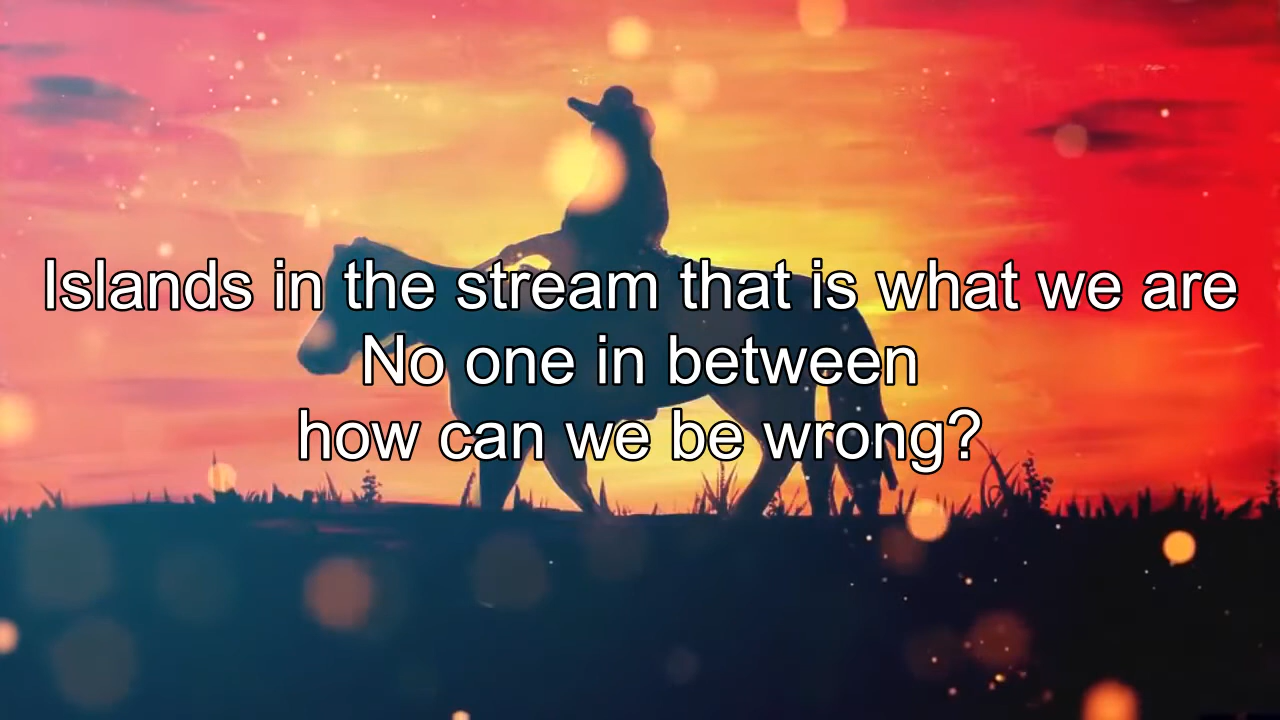 Islands in the stream that is what we are
No one in between
how can we be wrong?